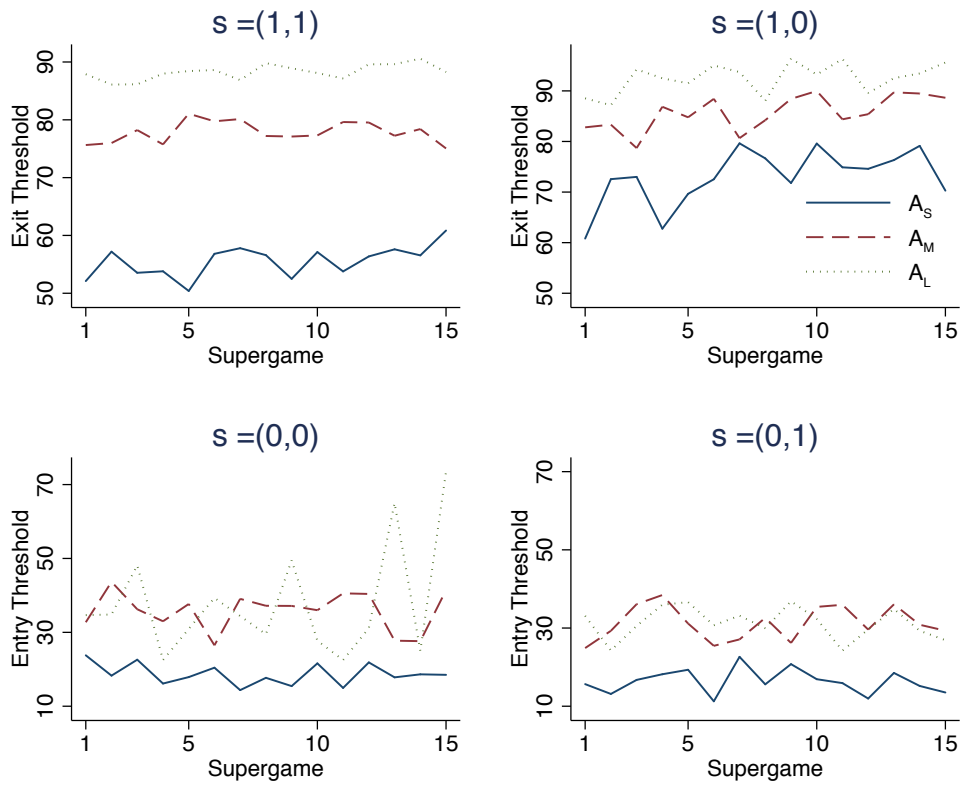 s =(1,1)
Exit Threshold
90
80
70
60
50
1 5 10 15
Supergame
s =(1,0)
Exit Threshold
90
80
70
60
50
A_S
A_M
A_L
1 5 10 15
Supergame
s =(0,0)
Entry Threshold
70
50
30
10
1 5 10 15
Supergame
s =(0,1)
Entry Threshold
70
50
30
10
1 5 10 15
Supergame